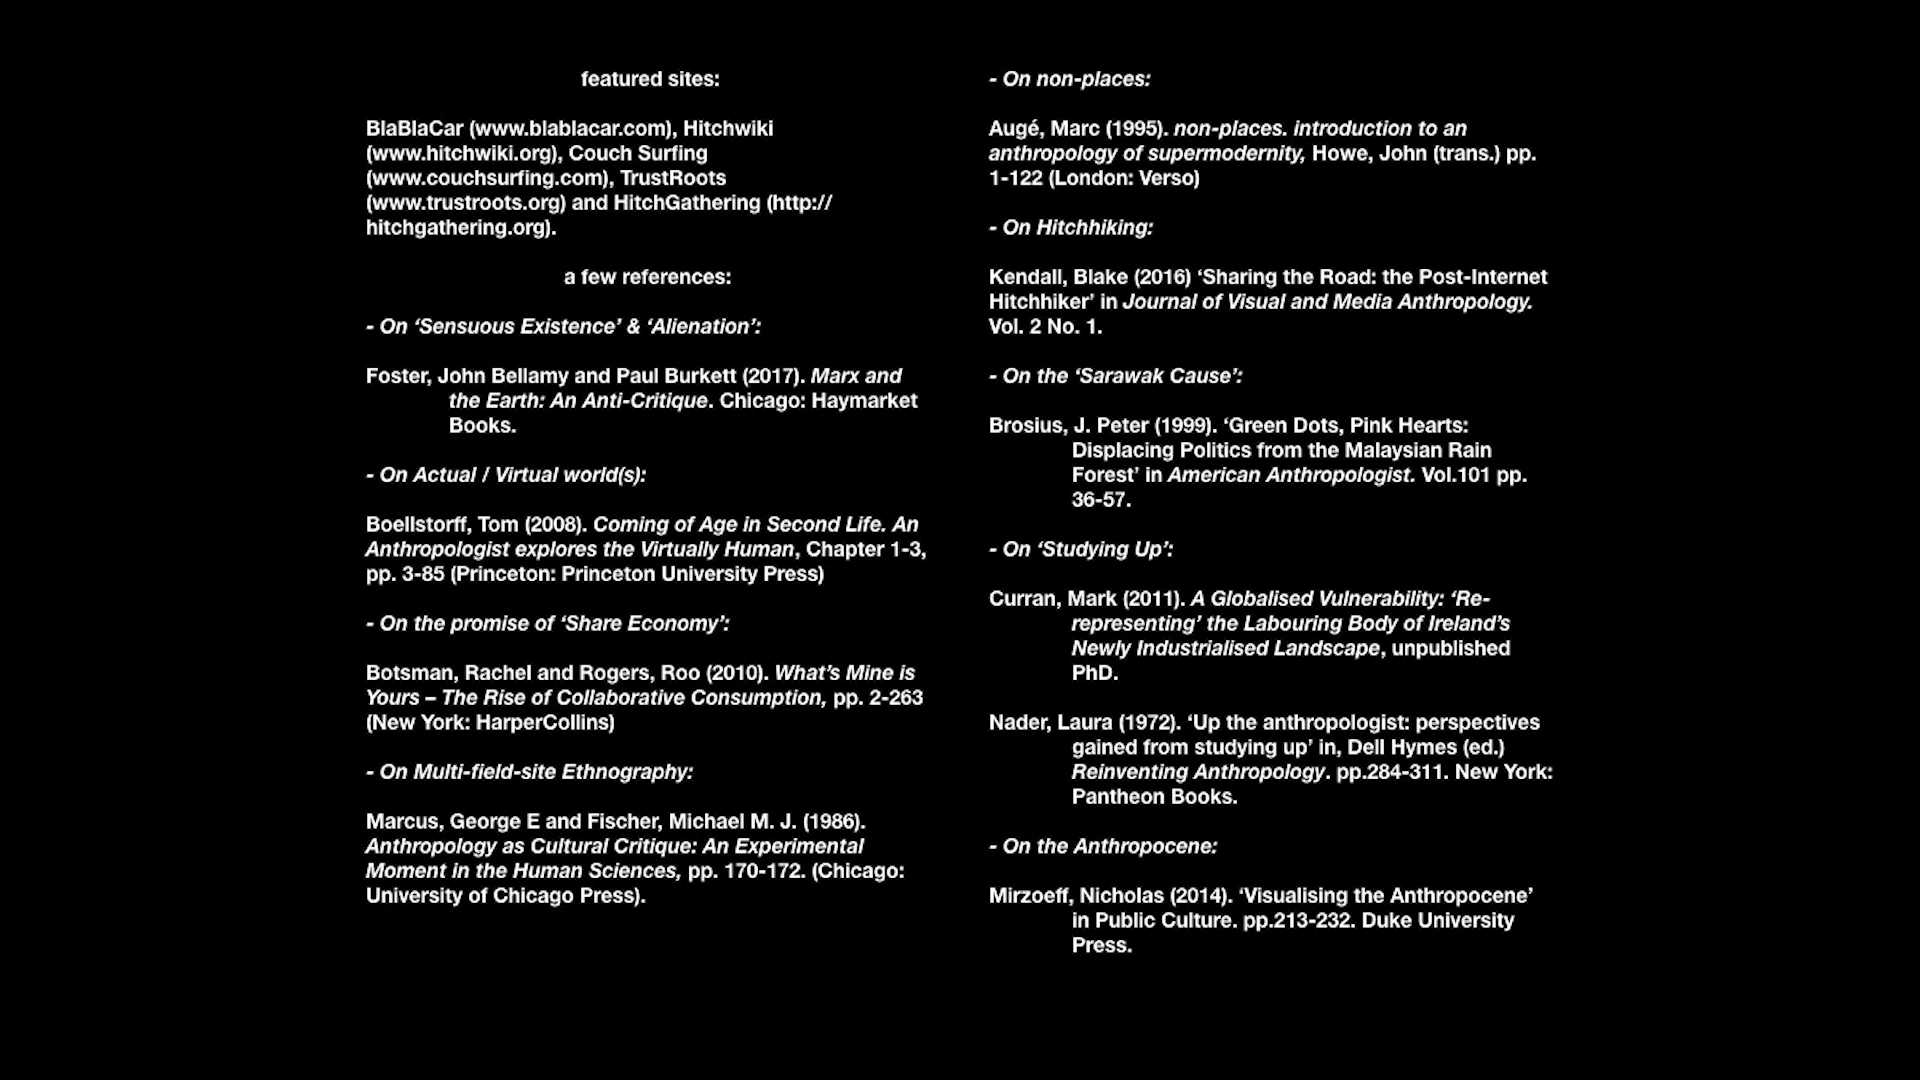 featured sites:
BlaBlaCar (www.blablacar.com), Hitchwiki
(www.hitchwiki.org), Couch Surfing
(www.couchsurfing.com), TrustRoots
(www.trustroots.org) and HitchGathering (http://
hitchgathering.org).
a few references:
- On ‘Sensuous Existence’ & ‘Alienation’:
Foster, John Bellamy and Paul Burkett (2017). Marx and
the Earth: An Anti-Critique. Chicago: Haymarket
Books.
- On Actual / Virtual world(s):
Boellstorff, Tom (2008). Coming of Age in Second Life. An
Anthropologist explores the Virtually Human, Chapter 1-3,
pp. 3-85 (Princeton: Princeton University Press)
- On the promise of ‘Share Economy’:
Botsman, Rachel and Rogers, Roo (2010). What’s Mine is
Yours – The Rise of Collaborative Consumption, pp. 2-263
(New York: HarperCollins)
- On Multi-field-site Ethnography:
Marcus, George E and Fischer, Michael M. J. (1986).
Anthropology as Cultural Critique: An Experimental
Moment in the Human Sciences, pp. 170-172. (Chicago:
University of Chicago Press).
- On non-places:
Augé, Marc (1995). non-places. introduction to an
anthropology of supermodernity, Howe, John (trans.) pp.
1-122 (London: Verso)
- On Hitchhiking:
Kendall, Blake (2016) ‘Sharing the Road: the Post-Internet
Hitchhiker’ in Journal of Visual and Media Anthropology.
Vol. 2 No. 1.
- On the ‘Sarawak Cause’:
Brosius, J. Peter (1999). ‘Green Dots, Pink Hearts:
Displacing Politics from the Malaysian Rain
Forest’ in American Anthropologist. Vol.101 pp.
36-57.
- On ‘Studying Up’:
Curran, Mark (2011). A Globalised Vulnerability: ‘Re-
representing’ the Labouring Body of Ireland’s
Newly Industrialised Landscape, unpublished
PhD.
Nader, Laura (1972). ‘Up the anthropologist: perspectives
gained from studying up’ in, Dell Hymes (ed.)
Reinventing Anthropology. pp.284-311. New York:
Pantheon Books.
- On the Anthropocene:
Mirzoeff, Nicholas (2014). ‘Visualising the Anthropocene’
in Public Culture. pp.213-232. Duke University
Press.